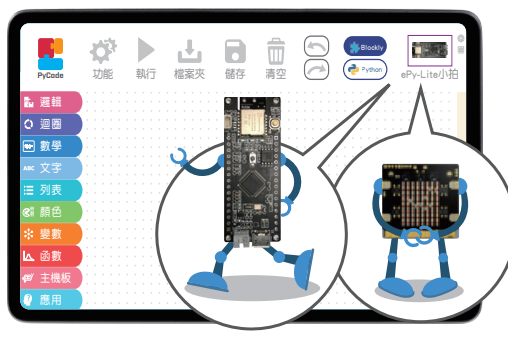 PyCode
功能
執行
檔案夾
儲存
清空
Blockly
Python
ePy-Lite小拍
邏輯
迴圈
數學
ABC 文字
列表
顏色
變數
函數
主機板
應用